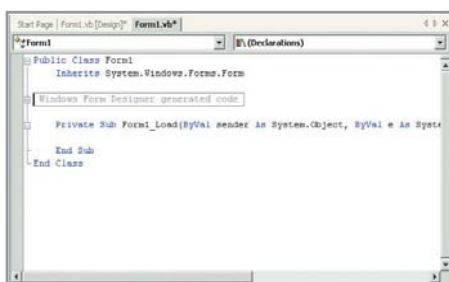 Start Page | Form1.vb [Design]* | Form1.vb*
Form1 (Declarations)
Public Class Form1
Inherits System.Windows.Forms.Form
Windows Form Designer generated code
Private Sub Form1_Load(ByVal sender As System.Object, ByVal e As Syste
End Sub
End Class